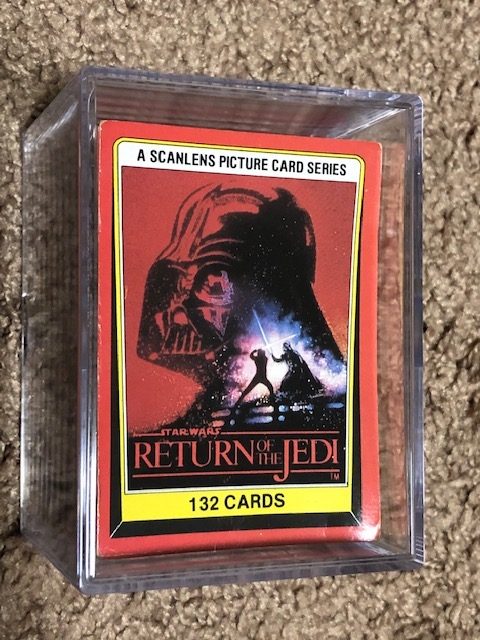 A SCANLENS PICTURE CARD SERIES
STAR WARS
RETURN OF THE JEDI
TM
132 CARDS